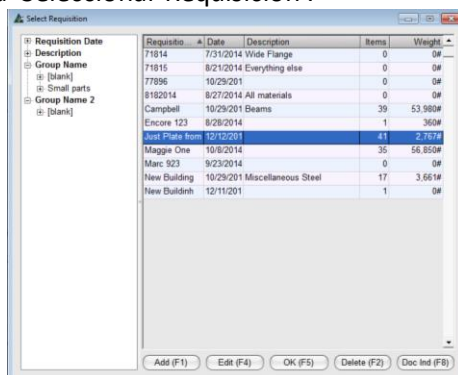 Seleccionar Requisición .
Select Requisition
Requisition Date
Description
Group Name
[blank]
Small parts
Group Name 2
[blank]
Requisitio... Date Description Items Weight
71814 7/31/2014 Wide Flange 0 0#
71815 8/21/2014 Everything else 0 0#
77896 10/29/201 0 0#
8182014 8/27/2014 All materials 0 0#
Campbell 10/29/201 Beams 39 53,980#
Encore 123 8/28/2014 1 360#
Just Plate from 12/12/201 41 2,767#
Maggie One 10/8/2014 35 56,850#
Marc 923 9/23/2014 0 0#
New Building 10/29/201 Miscellaneous Steel 17 3,661#
New Buildinh 12/11/201 1 0#
Add (F1) Edit (F4) OK (F5) Delete (F2) Doc Ind (F8)